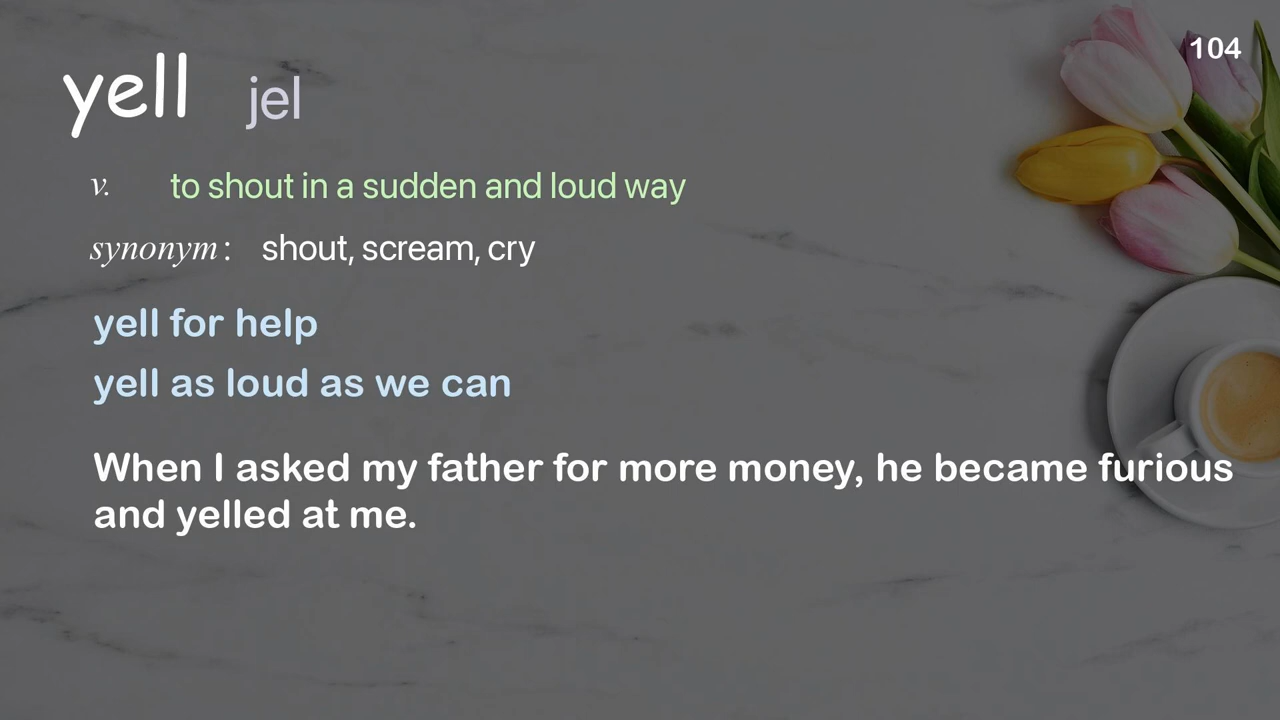 104
yell jel
v. to shout in a sudden and loud way
synonym: shout, scream, cry
yell for help
yell as loud as we can
When I asked my father for more money, he became furious
and yelled at me.